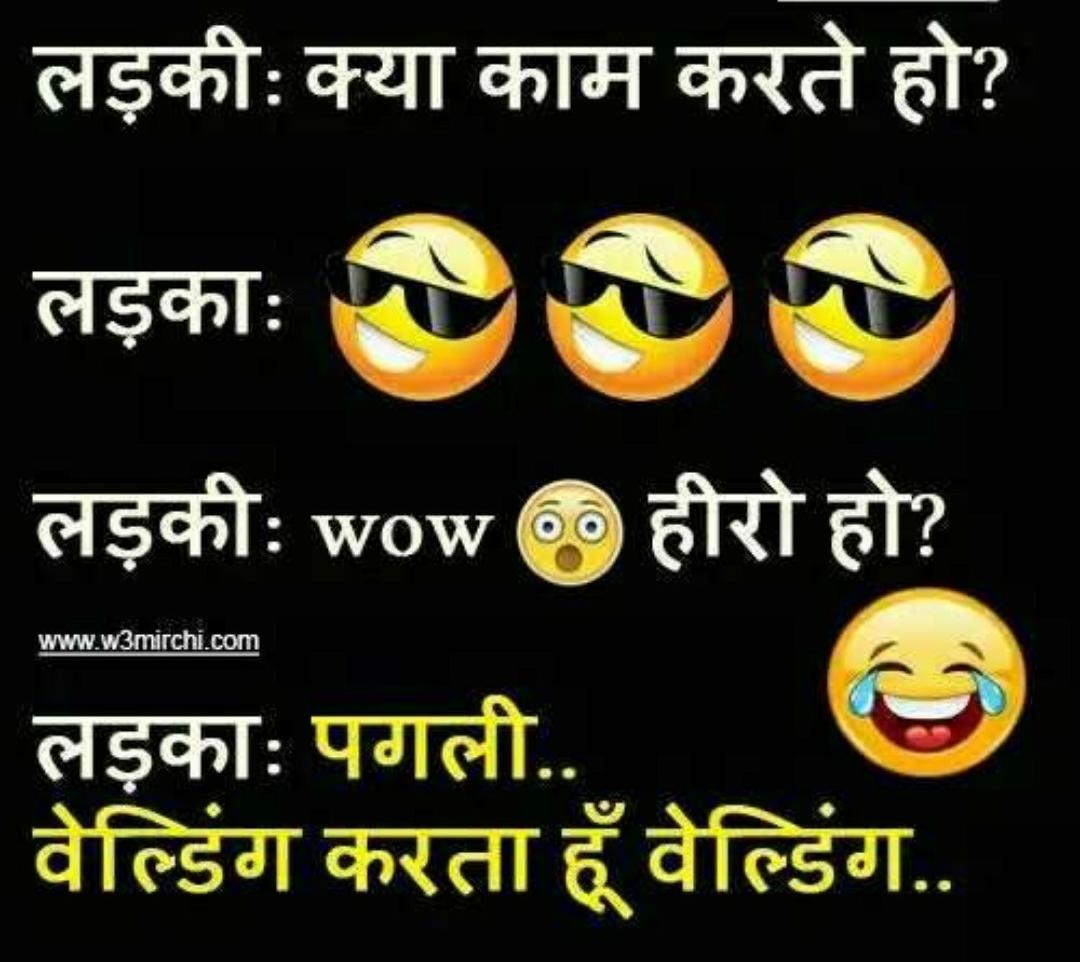 लड़की: क्या काम करते हो?
लड़का:
लड़की: wow हीरो हो?
www.w3mirchi.com
लड़का: पगली..
वेल्डिंग करता हूँ वेल्डिंग..